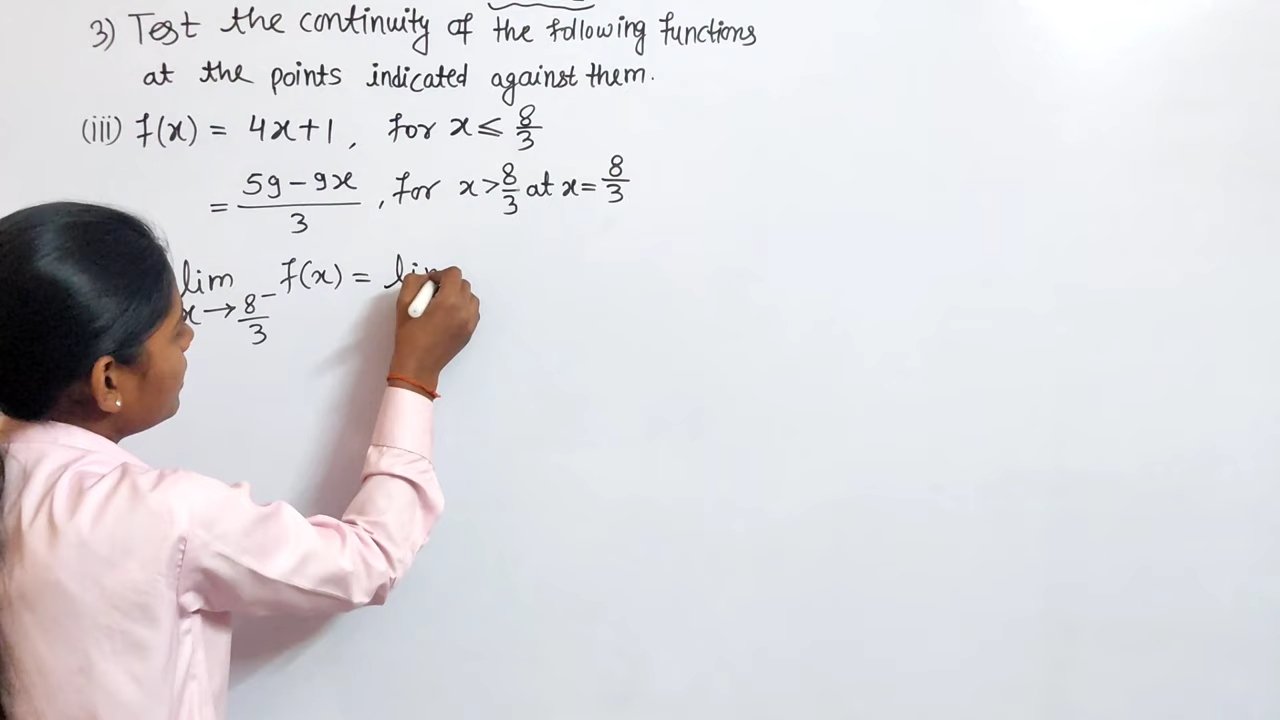 3) Test the continuity of the following functions
at the points indicated against them.
(iii) f(x) = 4x+1, for x ≤ 8/3
= (59-9x)/3, for x > 8/3 at x = 8/3
lim x→8/3⁻ f(x) = lim